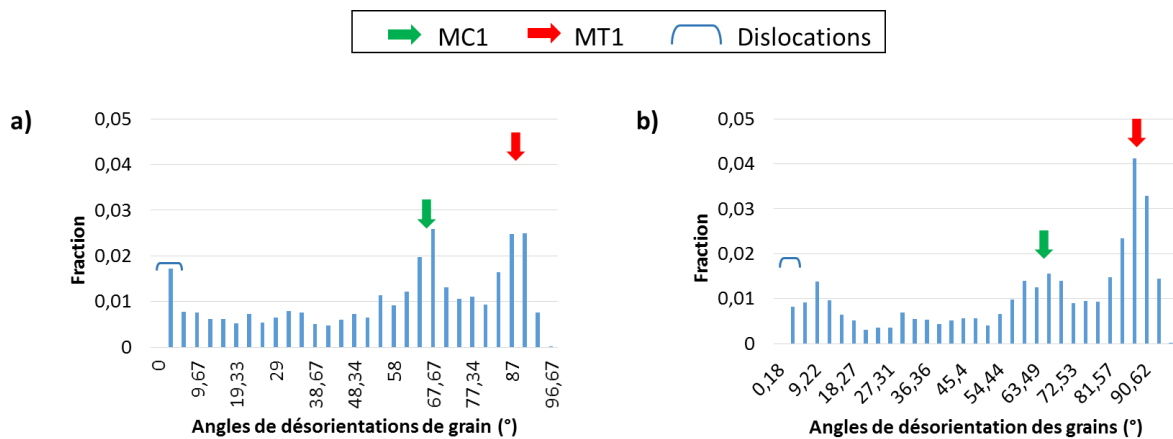 MC1 MT1 Dislocations
a)
0,05
0,04
0,03
0,02
0,01
0
Fraction
0 9,67 19,33 29 38,67 48,34 58 67,67 77,34 87 96,67
Angles de désorientations de grain (°)
b)
0,05
0,04
0,03
0,02
0,01
0
Fraction
0,18 9,22 18,27 27,31 36,36 45,4 54,44 63,49 72,53 81,57 90,62
Angles de désorientation des grains (°)